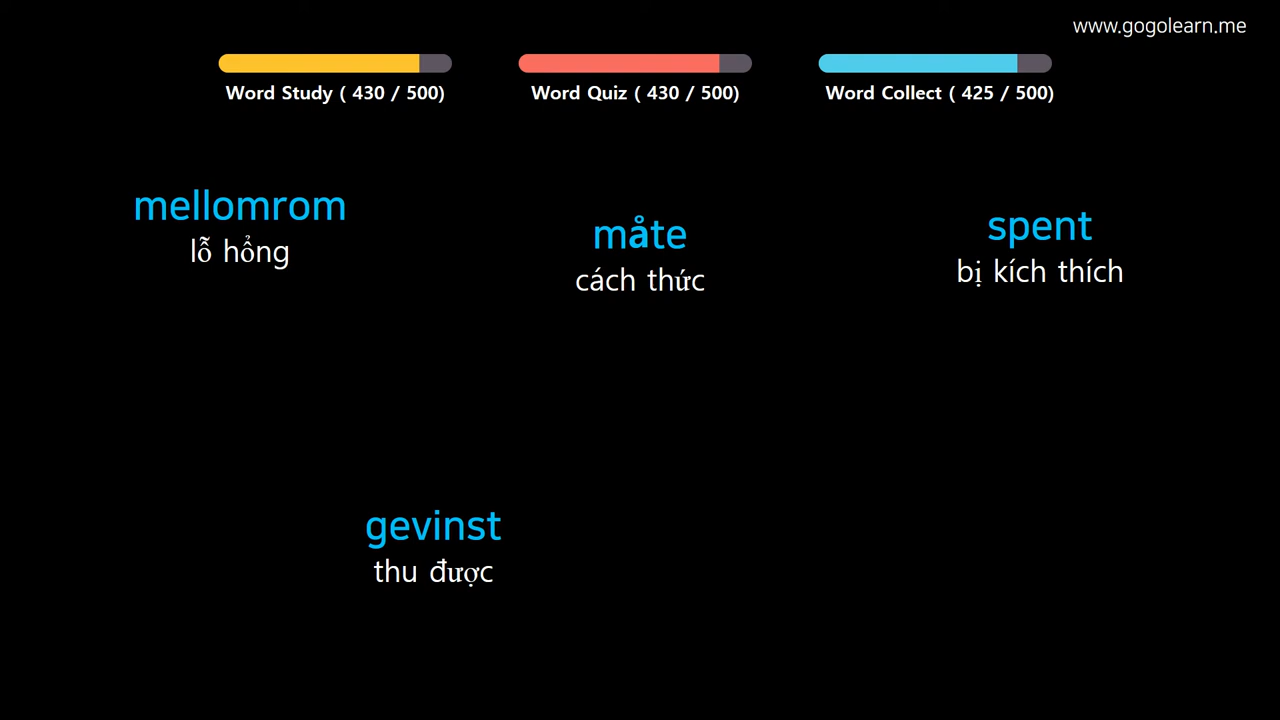 www.gogolearn.me
Word Study ( 430 / 500)
Word Quiz ( 430 / 500)
Word Collect ( 425 / 500)
mellomrom
lỗ hổng
måte
cách thức
spent
bị kích thích
gevinst
thu được